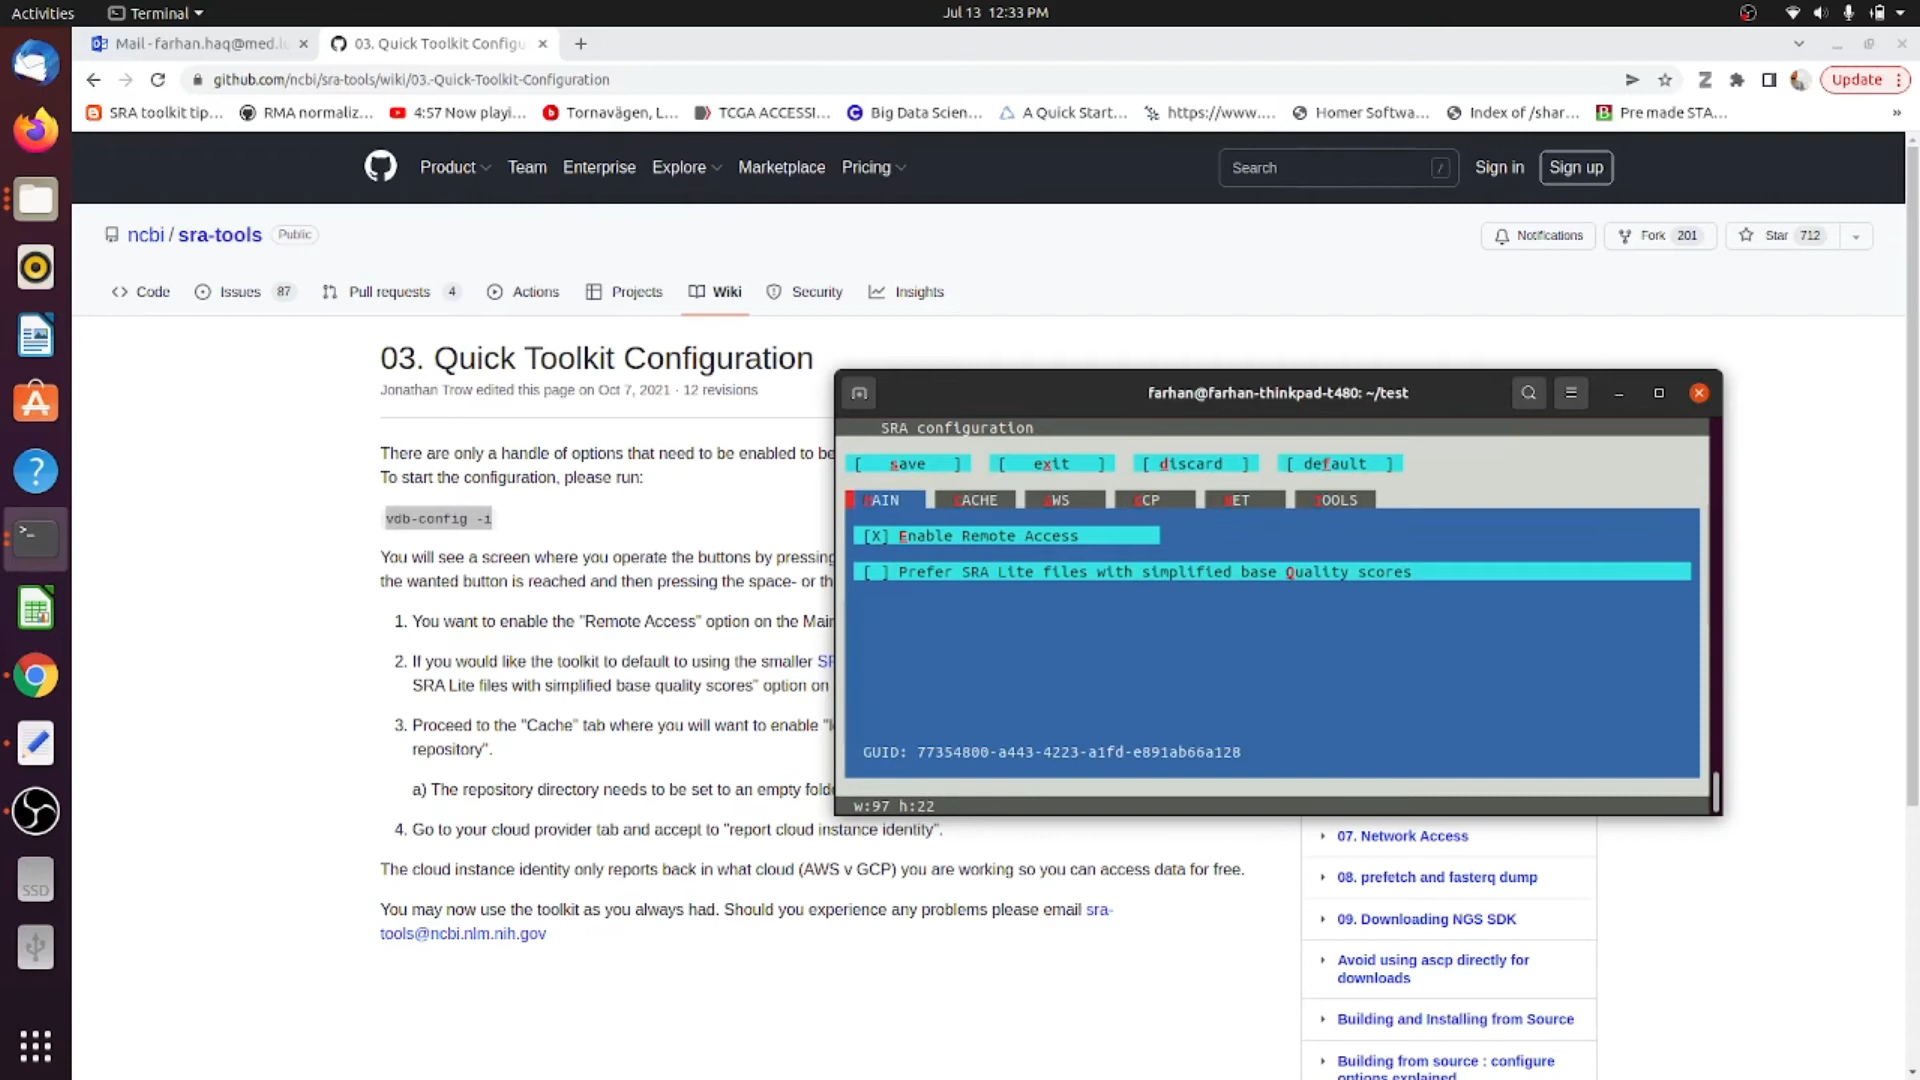 Activities
Terminal
Jul 13 12:33 PM
Mail - farhan.haq@med.lu
03. Quick Toolkit Configu
github.com/ncbi/sra-tools/wiki/03.-Quick-Toolkit-Configuration
Update
SRA toolkit tip...
RMA normaliz...
4:57 Now playi...
Tornavägen, L...
TCGA ACCESSI...
Big Data Scien...
A Quick Start...
https://www....
Homer Softwa...
Index of /shar...
Pre made STA...
»
Product
Team
Enterprise
Explore
Marketplace
Pricing
Search
/
Sign in
Sign up
ncbi / sra-tools
Public
Notifications
Fork 201
Star 712
Code
Issues 87
Pull requests 4
Actions
Projects
Wiki
Security
Insights
03. Quick Toolkit Configuration
Jonathan Trow edited this page on Oct 7, 2021 · 12 revisions
There are only a handle of options that need to be enabled to be
To start the configuration, please run:
vdb-config -i
You will see a screen where you operate the buttons by pressing
the wanted button is reached and then pressing the space- or th
1. You want to enable the "Remote Access" option on the Main
2. If you would like the toolkit to default to using the smaller SR
SRA Lite files with simplified base quality scores" option on
3. Proceed to the "Cache" tab where you will want to enable "l
repository".
a) The repository directory needs to be set to an empty folde
4. Go to your cloud provider tab and accept to "report cloud instance identity".
The cloud instance identity only reports back in what cloud (AWS v GCP) you are working so you can access data for free.
You may now use the toolkit as you always had. Should you experience any problems please email sra-
tools@ncbi.nlm.nih.gov
farhan@farhan-thinkpad-t480: ~/test
SRA configuration
[ save ] [ exit ] [ discard ] [ default ]
MAIN CACHE AWS GCP NET TOOLS
[X] Enable Remote Access
[ ] Prefer SRA Lite files with simplified base Quality scores
GUID: 77354800-a443-4223-a1fd-e891ab66a128
w:97 h:22
07. Network Access
08. prefetch and fasterq dump
09. Downloading NGS SDK
Avoid using ascp directly for
downloads
Building and Installing from Source
Building from source : configure
options explained
SSD